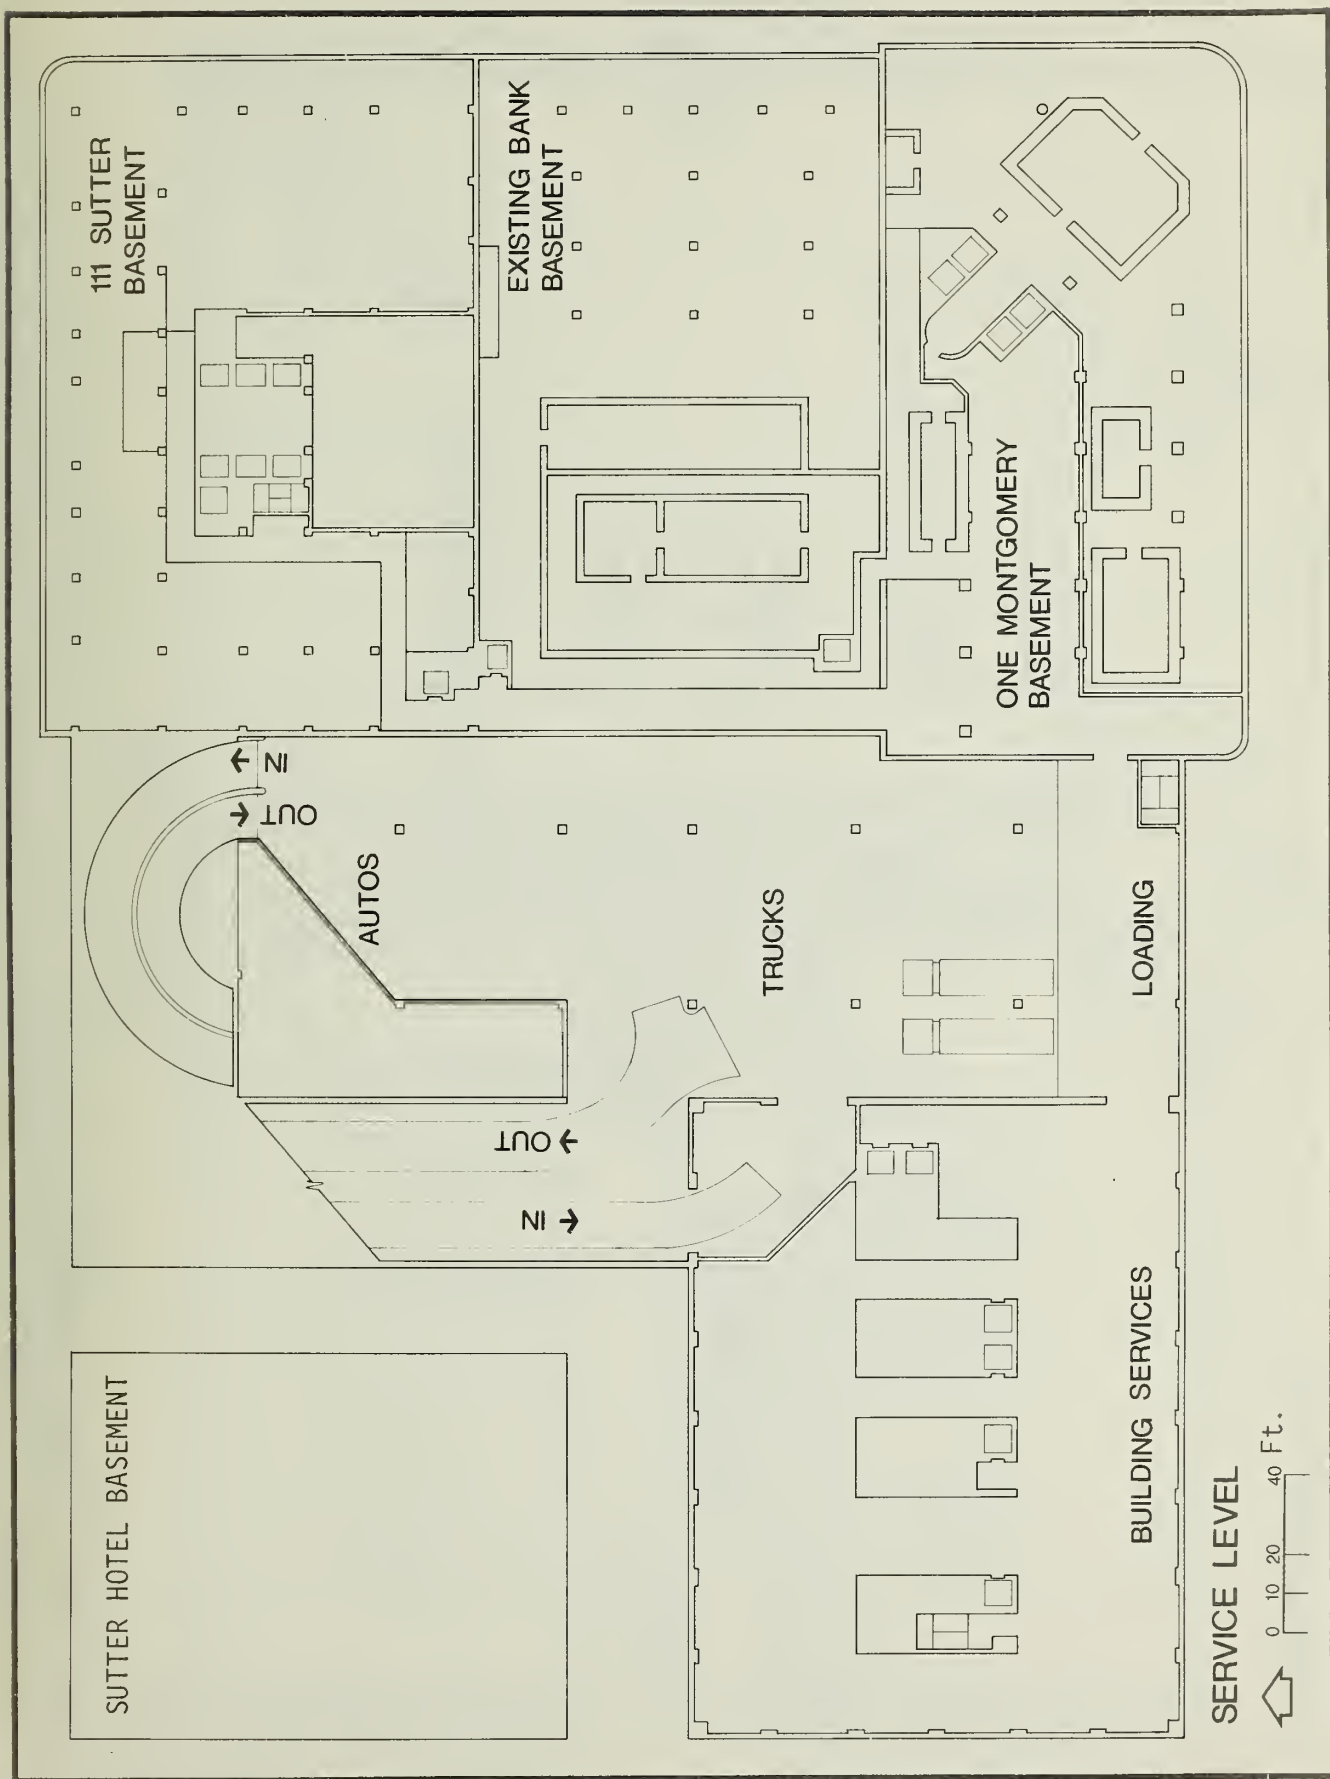 SUTTER HOTEL BASEMENT
111 SUTTER
BASEMENT
IN
OUT
AUTOS
OUT
IN
EXISTING BANK
BASEMENT
TRUCKS
ONE MONTGOMERY
BASEMENT
LOADING
BUILDING SERVICES
SERVICE LEVEL
0 10 20 40 Ft.